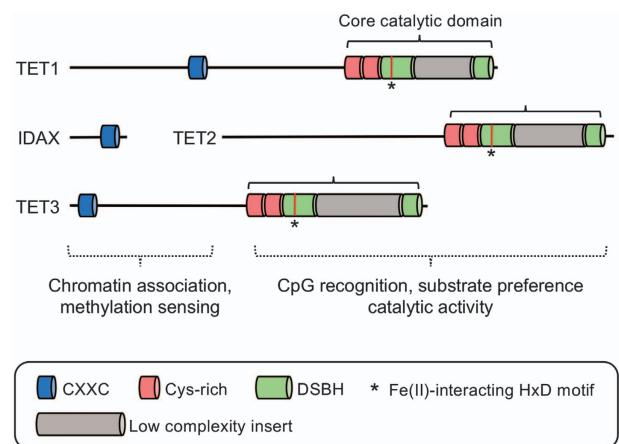 Core catalytic domain
TET1
*
IDAX
TET2
*
TET3
*
Chromatin association,
methylation sensing
CpG recognition, substrate preference
catalytic activity
CXXC
Cys-rich
DSBH
* Fe(II)-interacting HxD motif
Low complexity insert